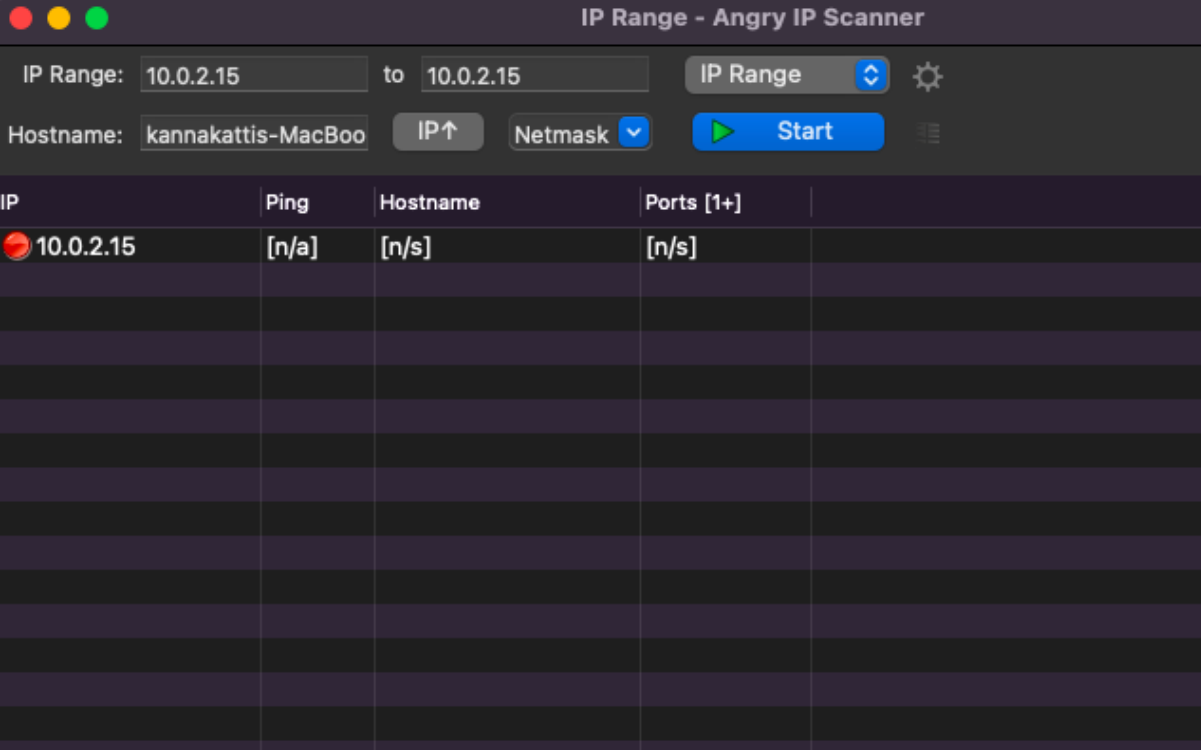 IP Range - Angry IP Scanner
IP Range: 10.0.2.15 to 10.0.2.15 IP Range
Hostname: kannakattis-MacBoo IP↑ Netmask Start
IP Ping Hostname Ports [1+]
10.0.2.15 [n/a] [n/s] [n/s]